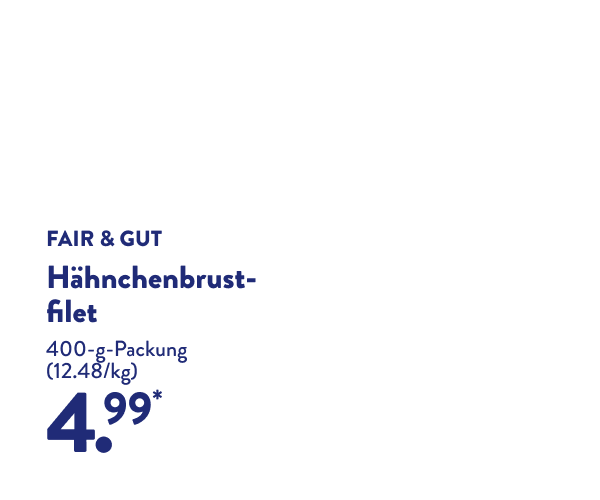 FAIR & GUT
Hähnchenbrust-
filet
400-g-Packung
(12.48/kg)
4.99*